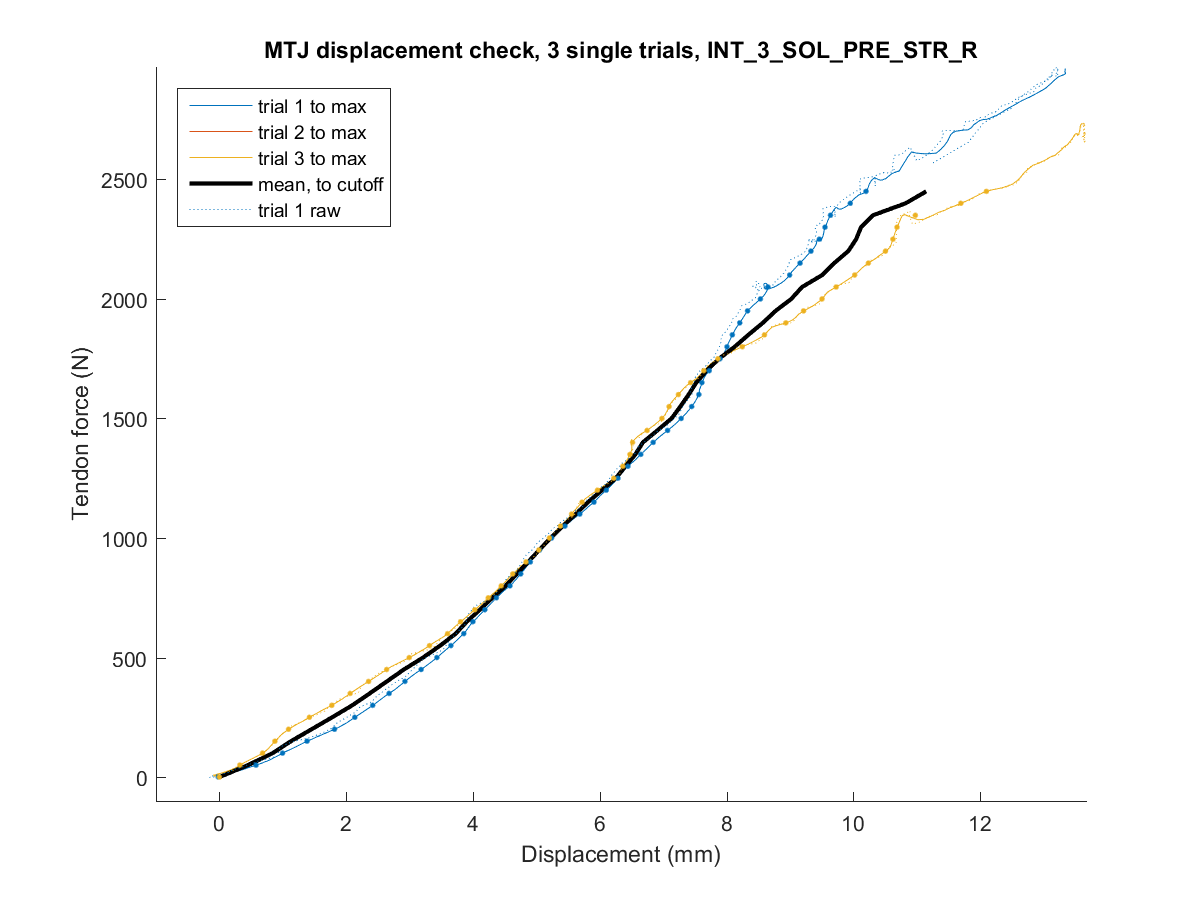 MTJ displacement check, 3 single trials, INT_3_SOL_PRE_STR_R
trial 1 to max
trial 2 to max
trial 3 to max
mean, to cutoff
trial 1 raw
2500
2000
1500
1000
500
0
Tendon force (N)
0 2 4 6 8 10 12
Displacement (mm)